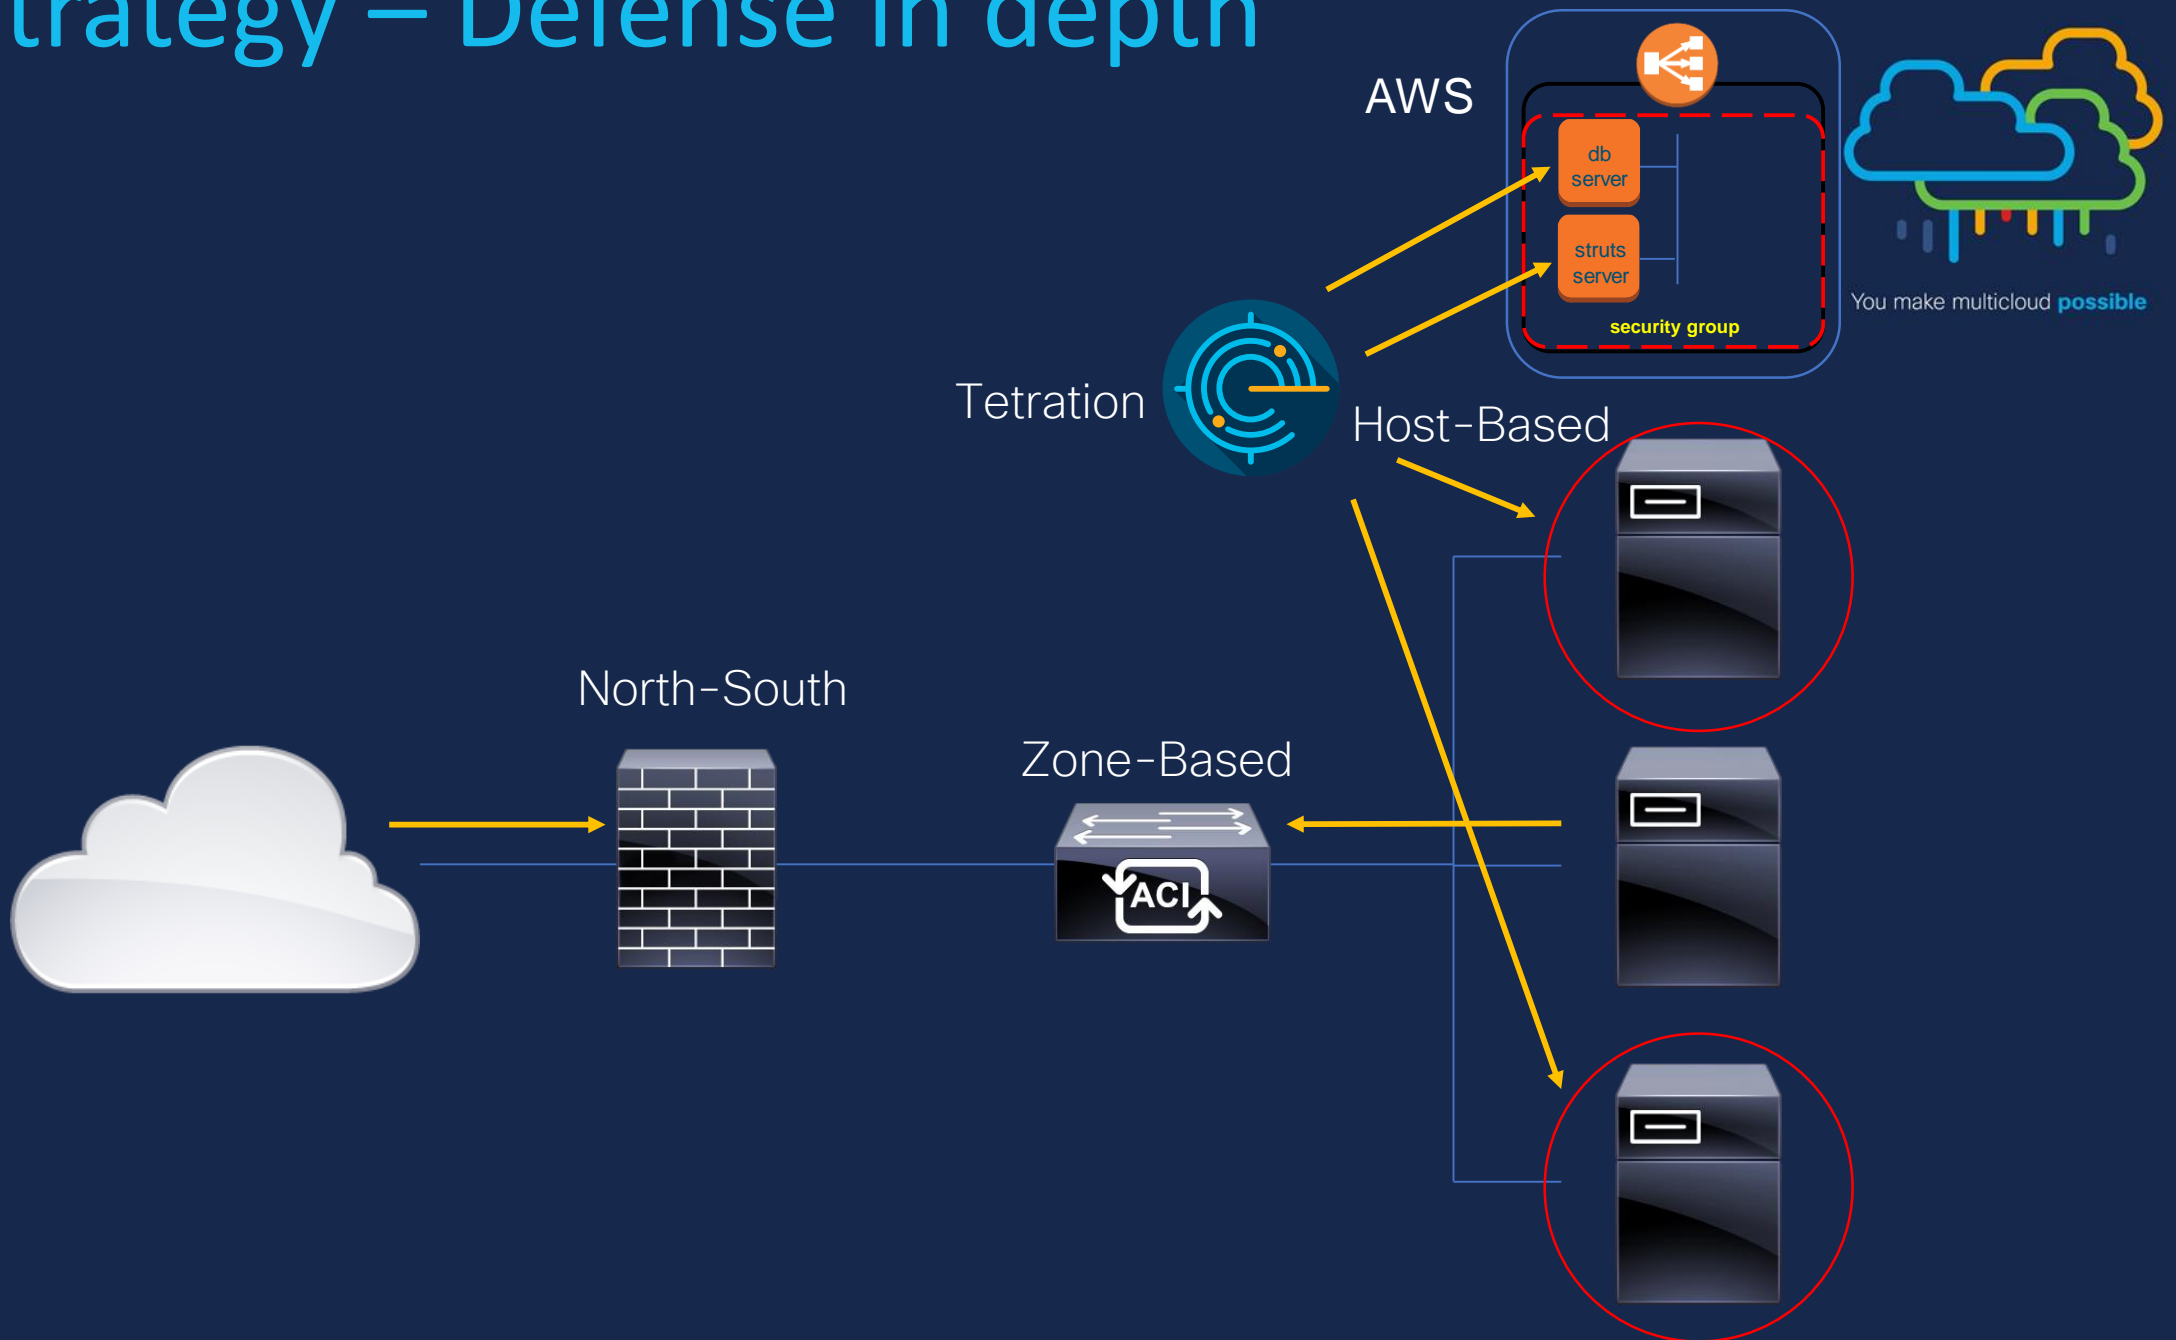 trategy – Defense in depth
AWS
db
server
struts
server
security group
You make multicloud possible
Tetration
Host-Based
North-South
Zone-Based
ACI